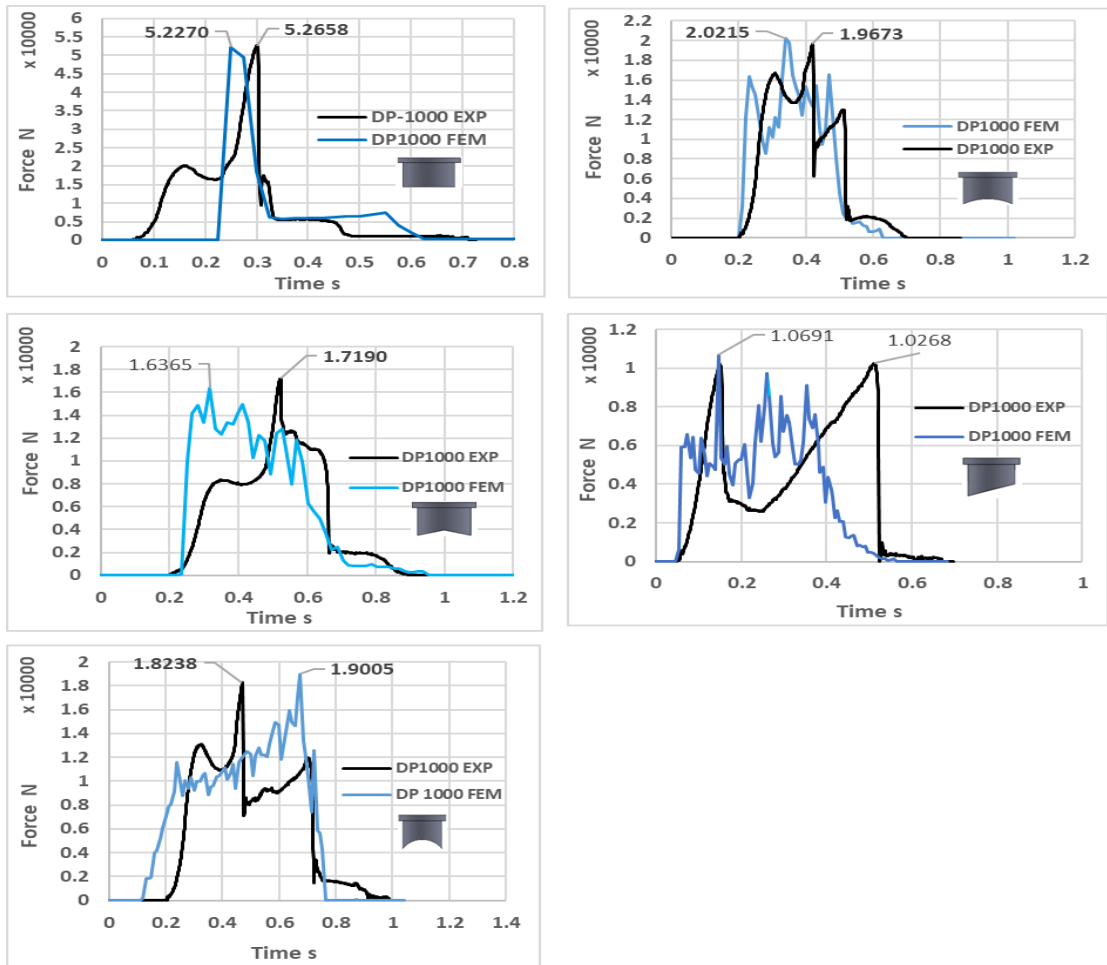 5.2270
5.2658
x 10000
Force N
6
5.5
5
4.5
4
3.5
3
2.5
2
1.5
1
0.5
0
DP-1000 EXP
DP1000 FEM
0 0.1 0.2 0.3 0.4 0.5 0.6 0.7 0.8
Time s
2.0215
1.9673
x 10000
Force N
2.2
2
1.8
1.6
1.4
1.2
1
0.8
0.6
0.4
0.2
0
DP1000 FEM
DP1000 EXP
0 0.2 0.4 0.6 0.8 1 1.2
Time s
1.6365
1.7190
x 10000
Force N
2
1.8
1.6
1.4
1.2
1
0.8
0.6
0.4
0.2
0
DP1000 EXP
DP1000 FEM
0 0.2 0.4 0.6 0.8 1 1.2
Time s
1.0691
1.0268
x 10000
Force N
1.2
1
0.8
0.6
0.4
0.2
0
DP1000 EXP
DP1000 FEM
0 0.2 0.4 0.6 0.8 1
Time s
1.8238
1.9005
x 10000
Force N
2
1.8
1.6
1.4
1.2
1
0.8
0.6
0.4
0.2
0
DP1000 EXP
DP 1000 FEM
0 0.2 0.4 0.6 0.8 1 1.2 1.4
Time s